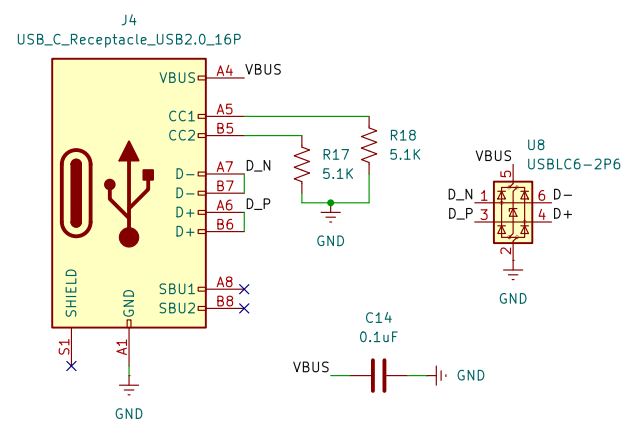 J4
USB_C_Receptacle_USB2.0_16P
VBUS A4 VBUS
CC1 A5
CC2 B5
D- A7 D_N
D- B7
D+ A6 D_P
D+ B6
SBU1 A8
SBU2 B8
SHIELD
GND
S1
A1
GND
R17
5.1K
R18
5.1K
GND
U8
USBLC6-2P6
VBUS
5
D_N 1 6 D-
D_P 3 4 D+
2
GND
C14
0.1uF
VBUS
GND